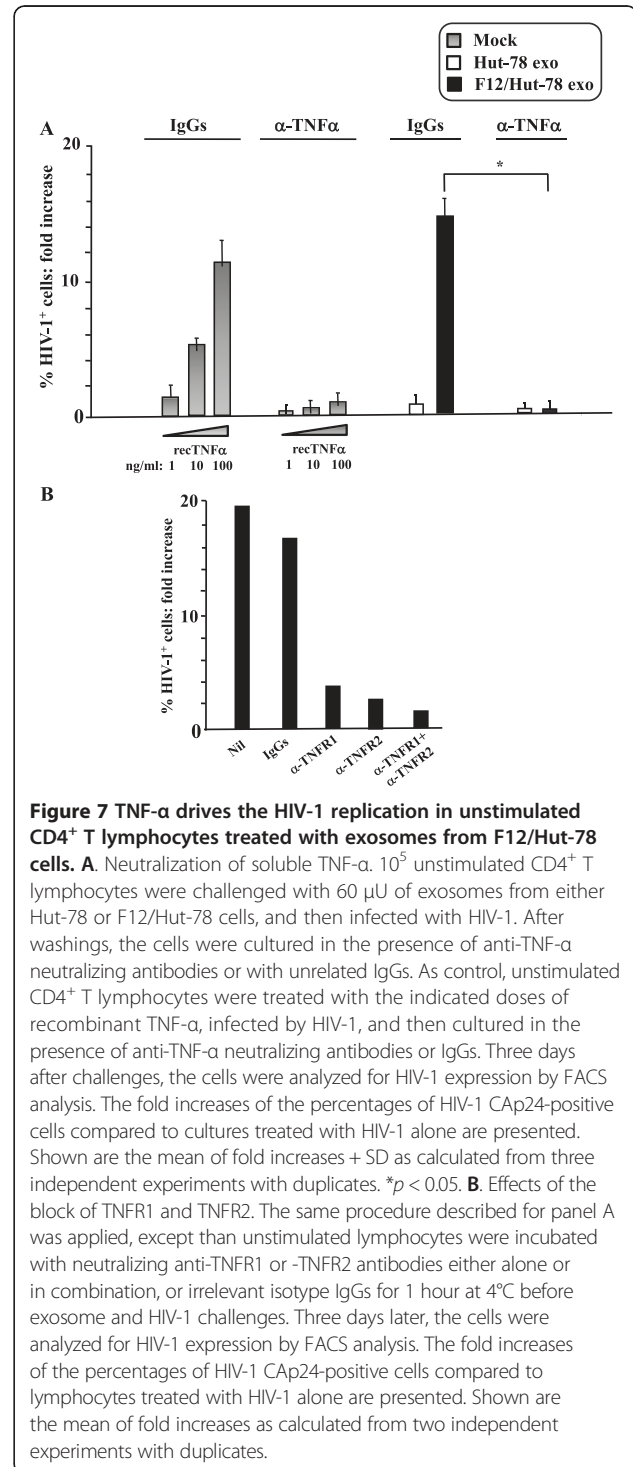 Mock
Hut-78 exo
F12/Hut-78 exo
A
IgGs
α-TNFα
IgGs
α-TNFα
% HIV-1⁺ cells: fold increase
20
10
0
*
recTNFα
recTNFα
ng/ml: 1 10 100
1 10 100
B
% HIV-1⁺ cells: fold increase
20
10
0
Nil
IgGs
α-TNFR1
α-TNFR2
α-TNFR1+
α-TNFR2
Figure 7 TNF-α drives the HIV-1 replication in unstimulated
CD4⁺ T lymphocytes treated with exosomes from F12/Hut-78
cells. A. Neutralization of soluble TNF-α. 10⁵ unstimulated CD4⁺ T
lymphocytes were challenged with 60 μU of exosomes from either
Hut-78 or F12/Hut-78 cells, and then infected with HIV-1. After
washings, the cells were cultured in the presence of anti-TNF-α
neutralizing antibodies or with unrelated IgGs. As control, unstimulated
CD4⁺ T lymphocytes were treated with the indicated doses of
recombinant TNF-α, infected by HIV-1, and then cultured in the
presence of anti-TNF-α neutralizing antibodies or IgGs. Three days
after challenges, the cells were analyzed for HIV-1 expression by FACS
analysis. The fold increases of the percentages of HIV-1 CAp24-positive
cells compared to cultures treated with HIV-1 alone are presented.
Shown are the mean of fold increases + SD as calculated from three
independent experiments with duplicates. *p < 0.05. B. Effects of the
block of TNFR1 and TNFR2. The same procedure described for panel A
was applied, except than unstimulated lymphocytes were incubated
with neutralizing anti-TNFR1 or -TNFR2 antibodies either alone or
in combination, or irrelevant isotype IgGs for 1 hour at 4°C before
exosome and HIV-1 challenges. Three days later, the cells were
analyzed for HIV-1 expression by FACS analysis. The fold increases
of the percentages of HIV-1 CAp24-positive cells compared to
lymphocytes treated with HIV-1 alone are presented. Shown are
the mean of fold increases as calculated from two independent
experiments with duplicates.